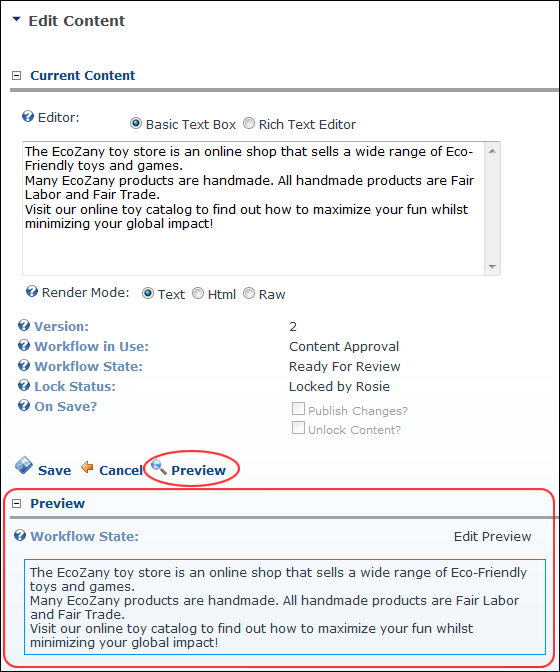 Edit Content
Current Content
Editor: Basic Text Box Rich Text Editor
The EcoZany toy store is an online shop that sells a wide range of Eco-
Friendly toys and games.
Many EcoZany products are handmade. All handmade products are Fair
Labor and Fair Trade.
Visit our online toy catalog to find out how to maximize your fun whilst
minimizing your global impact!
Render Mode: Text Html Raw
Version: 2
Workflow in Use: Content Approval
Workflow State: Ready For Review
Lock Status: Locked by Rosie
On Save? Publish Changes?
Unlock Content?
Save Cancel Preview
Preview
Workflow State: Edit Preview
The EcoZany toy store is an online shop that sells a wide range of Eco-Friendly
toys and games.
Many EcoZany products are handmade. All handmade products are Fair Labor
and Fair Trade.
Visit our online toy catalog to find out how to maximize your fun whilst
minimizing your global impact!